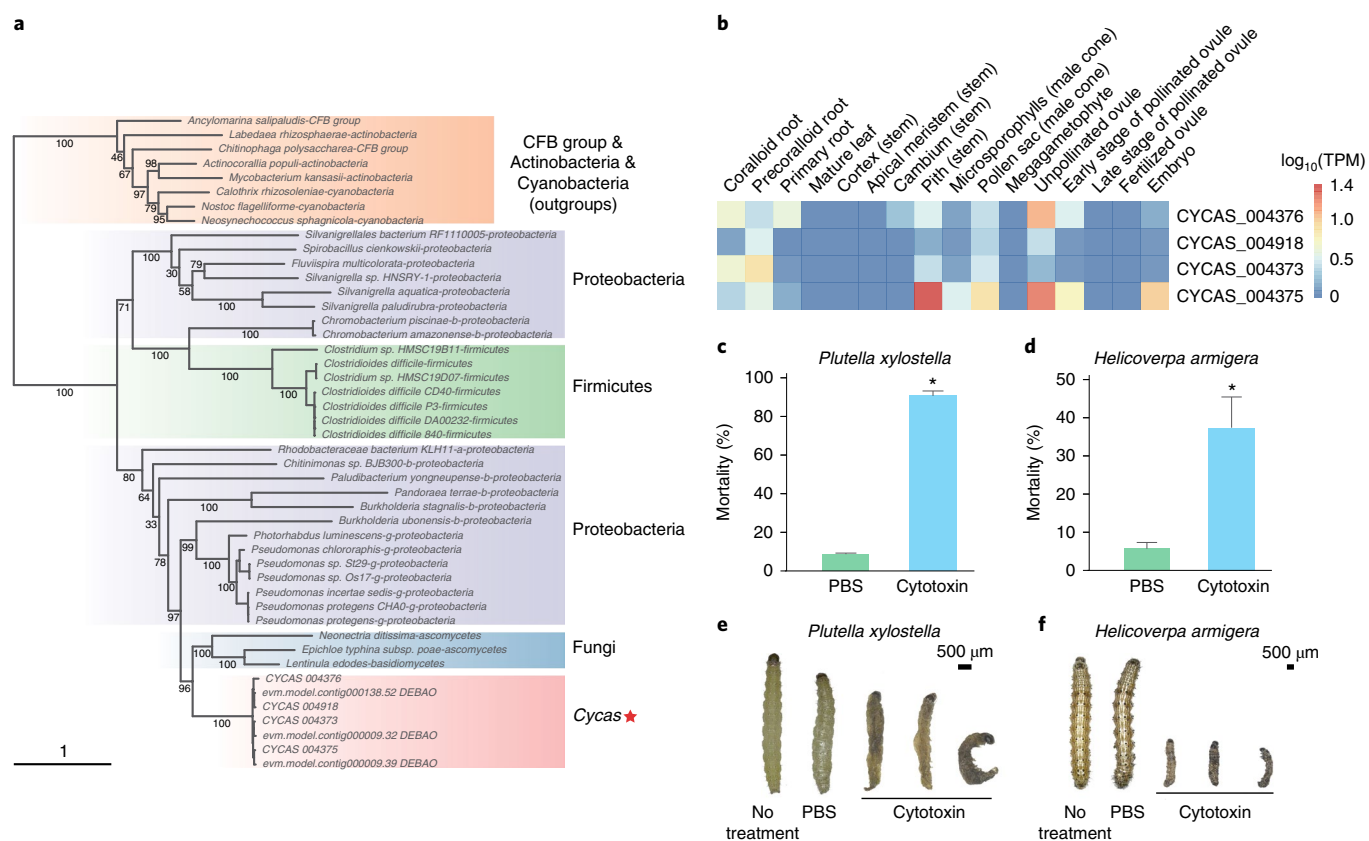 a
Ancylomarina salipaludis-CFB group
Labedaea rhizosphaerae-actinobacteria
Chitinophaga polysaccharea-CFB group
Actinocorallia populi-actinobacteria
Mycobacterium kansasii-actinobacteria
Calothrix rhizosoleniae-cyanobacteria
Nostoc flagelliforme-cyanobacteria
Neosynechococcus sphagnicola-cyanobacteria
100
46
67
98
97
79
95
CFB group &
Actinobacteria &
Cyanobacteria
(outgroups)
Silvanigrellales bacterium RF1110005-proteobacteria
Spirobacillus cienkowskii-proteobacteria
Fluviispira multicolorata-proteobacteria
Silvanigrella sp. HNSRY-1-proteobacteria
Silvanigrella aquatica-proteobacteria
Silvanigrella paludirubra-proteobacteria
Chromobacterium piscinae-b-proteobacteria
Chromobacterium amazonense-b-proteobacteria
100
30
79
58
100
71
100
100
Proteobacteria
Clostridium sp. HMSC19B11-firmicutes
Clostridioides difficile-firmicutes
Clostridium sp. HMSC19D07-firmicutes
Clostridioides difficile CD40-firmicutes
Clostridioides difficile P3-firmicutes
Clostridioides difficile DA00232-firmicutes
Clostridioides difficile 840-firmicutes
100
100
100
Firmicutes
Rhodobacteraceae bacterium KLH11-a-proteobacteria
Chitinimonas sp. BJB300-b-proteobacteria
Paludibacterium yongneupense-b-proteobacteria
Pandoraea terrae-b-proteobacteria
Burkholderia stagnalis-b-proteobacteria
Burkholderia ubonensis-b-proteobacteria
Photorhabdus luminescens-g-proteobacteria
Pseudomonas chlororaphis-g-proteobacteria
Pseudomonas sp. St29-g-proteobacteria
Pseudomonas sp. Os17-g-proteobacteria
Pseudomonas incertae sedis-g-proteobacteria
Pseudomonas protegens CHA0-g-proteobacteria
Pseudomonas protegens-g-proteobacteria
80
64
33
100
78
99
100
100
97
Proteobacteria
Neonectria ditissima-ascomycetes
Epichloe typhina subsp. poae-ascomycetes
Lentinula edodes-basidiomycetes
100
100
96
Fungi
CYCAS 004376
evm.model.contig000138.52 DEBAO
CYCAS 004918
CYCAS 004373
evm.model.contig000009.32 DEBAO
CYCAS 004375
evm.model.contig000009.39 DEBAO
100
Cycas
1
b
Coralloid root
Precoralloid root
Primary root
Mature leaf
Cortex (stem)
Apical meristem (stem)
Cambium (stem)
Pith (stem)
Microsporophylls (male cone)
Pollen sac (male cone)
Megagametophyte
Unpollinated ovule
Early stage of pollinated ovule
Late stage of pollinated ovule
Fertilized ovule
Embryo
CYCAS_004376
CYCAS_004918
CYCAS_004373
CYCAS_004375
log10(TPM)
1.4
1.0
0.5
0
c
Plutella xylostella
Mortality (%)
100
80
60
40
20
0
*
PBS
Cytotoxin
d
Helicoverpa armigera
Mortality (%)
50
40
30
20
10
0
*
PBS
Cytotoxin
e
Plutella xylostella
500 μm
No
treatment
PBS
Cytotoxin
f
Helicoverpa armigera
500 μm
No
treatment
PBS
Cytotoxin